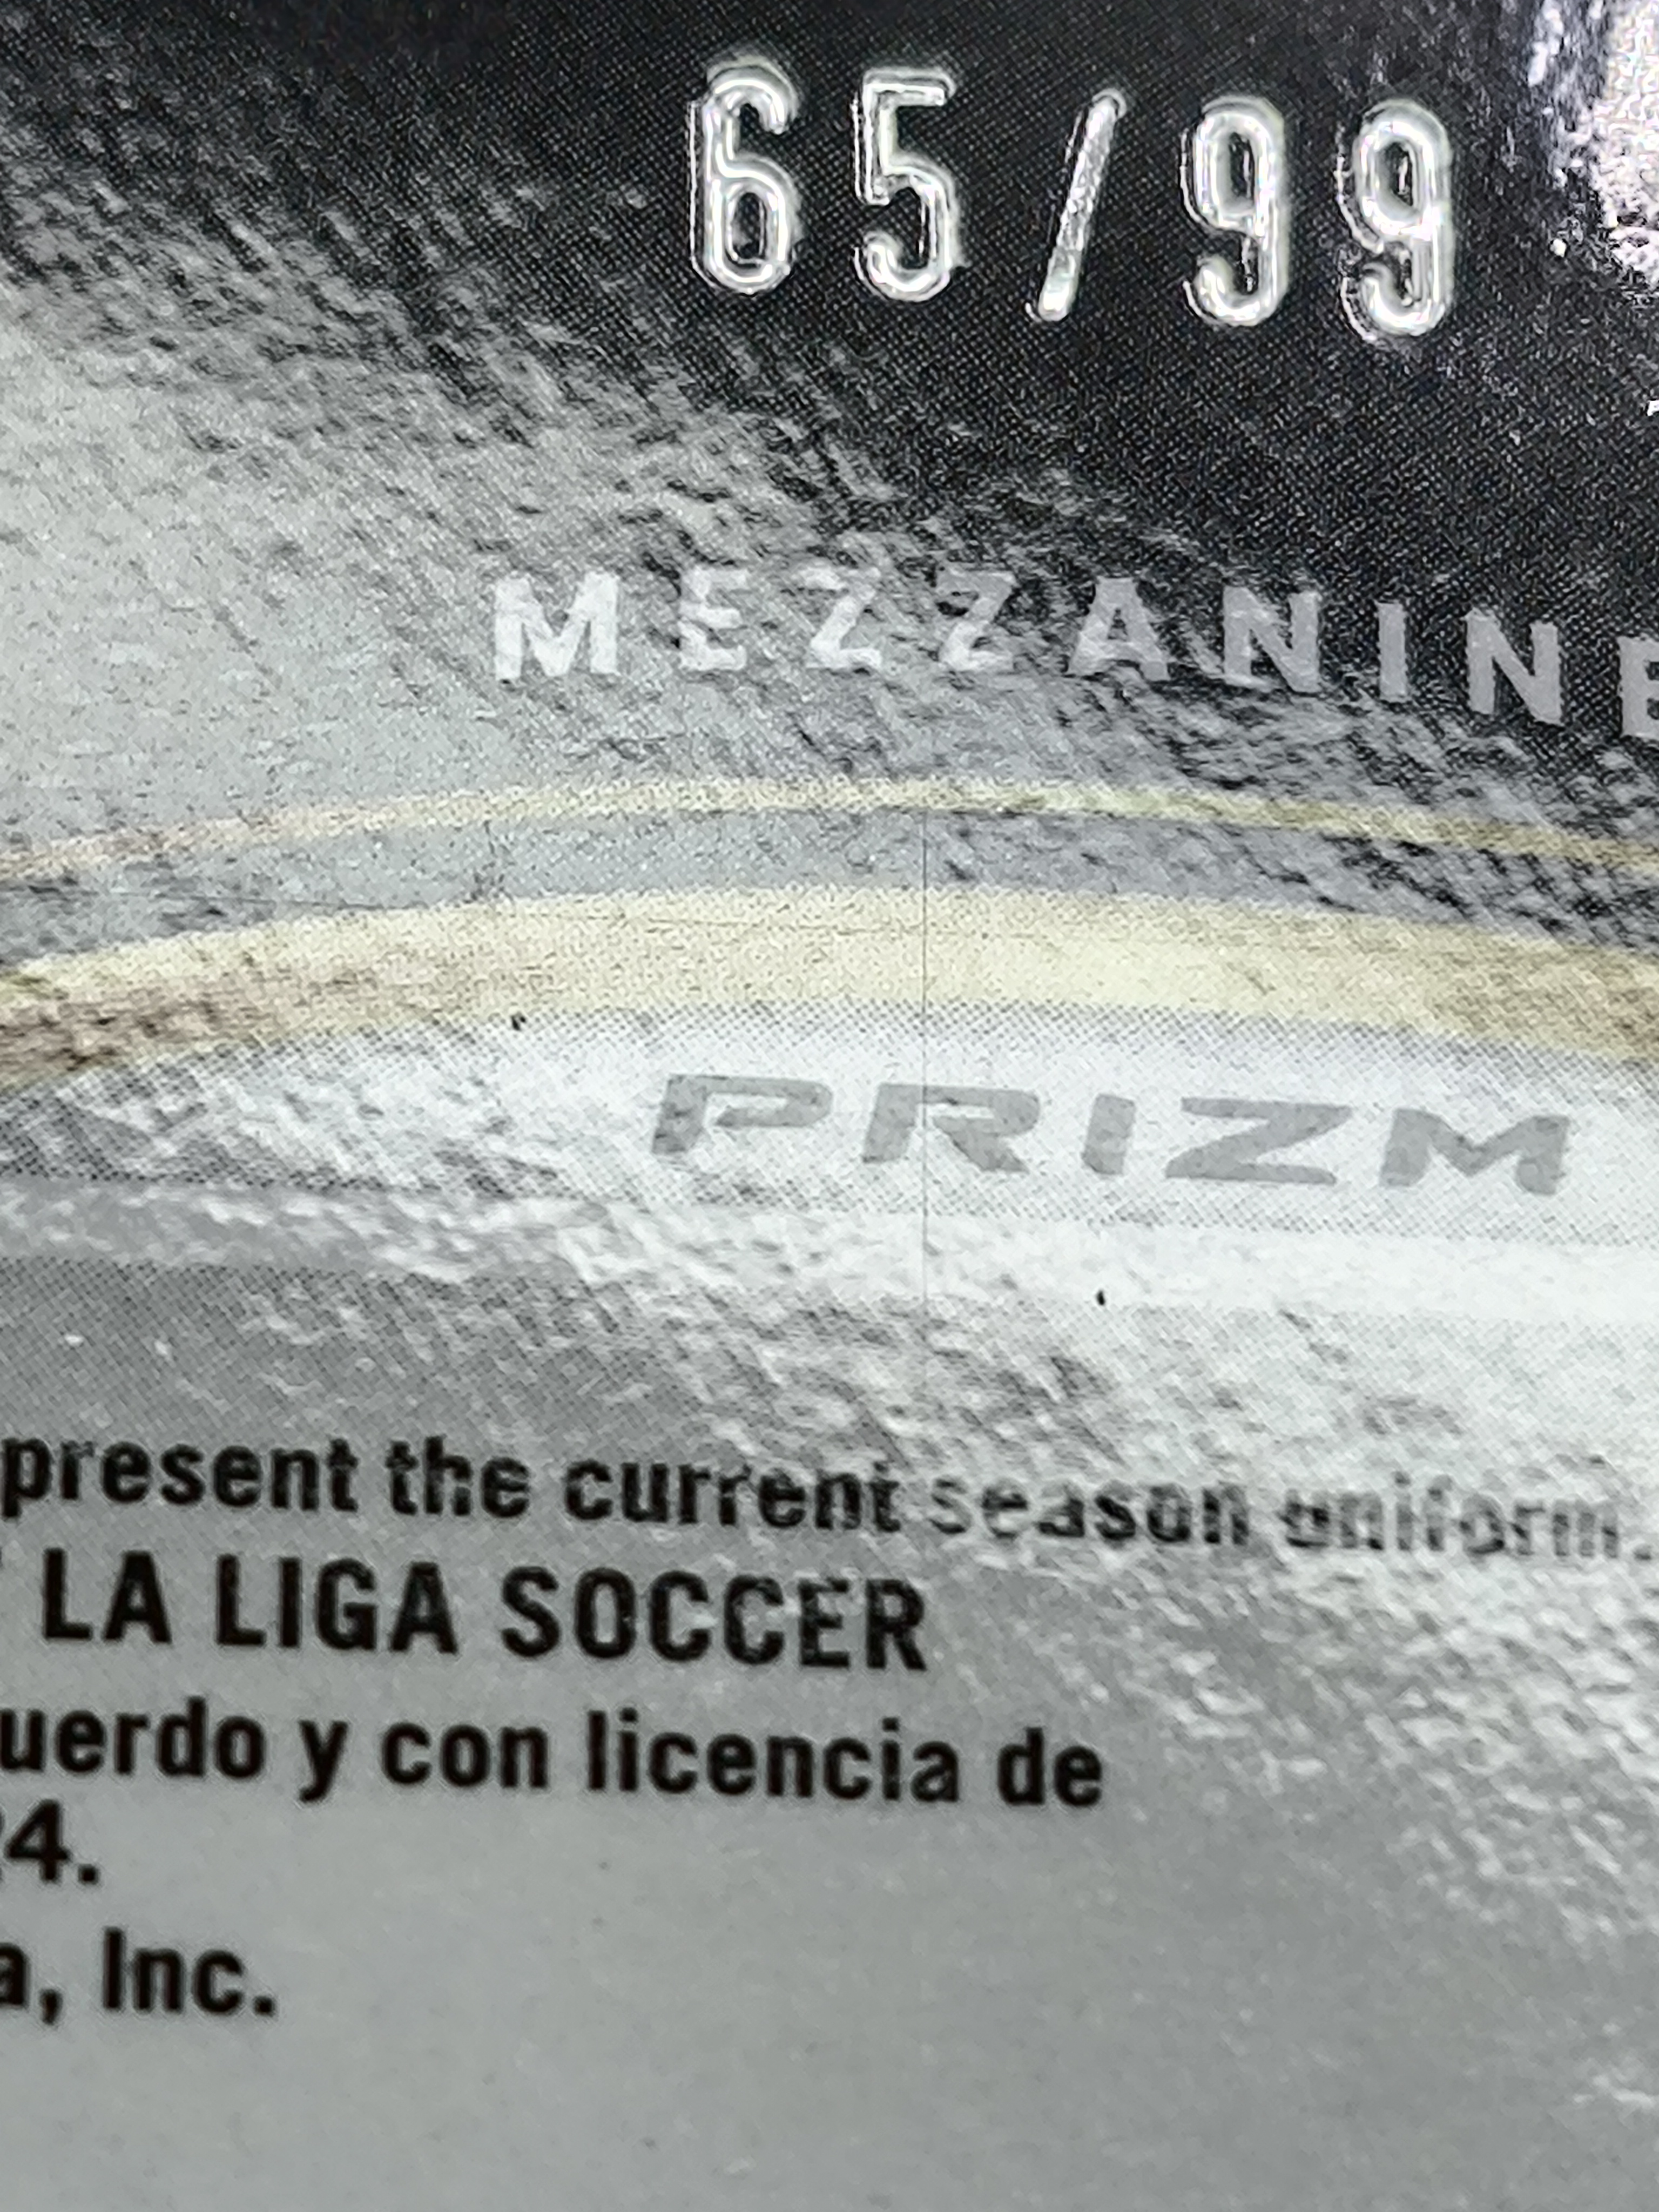 65/99
MEZZANINE
PRIZM
present the current season uniform.
LA LIGA SOCCER
uerdo y con licencia de
24.
a, Inc.